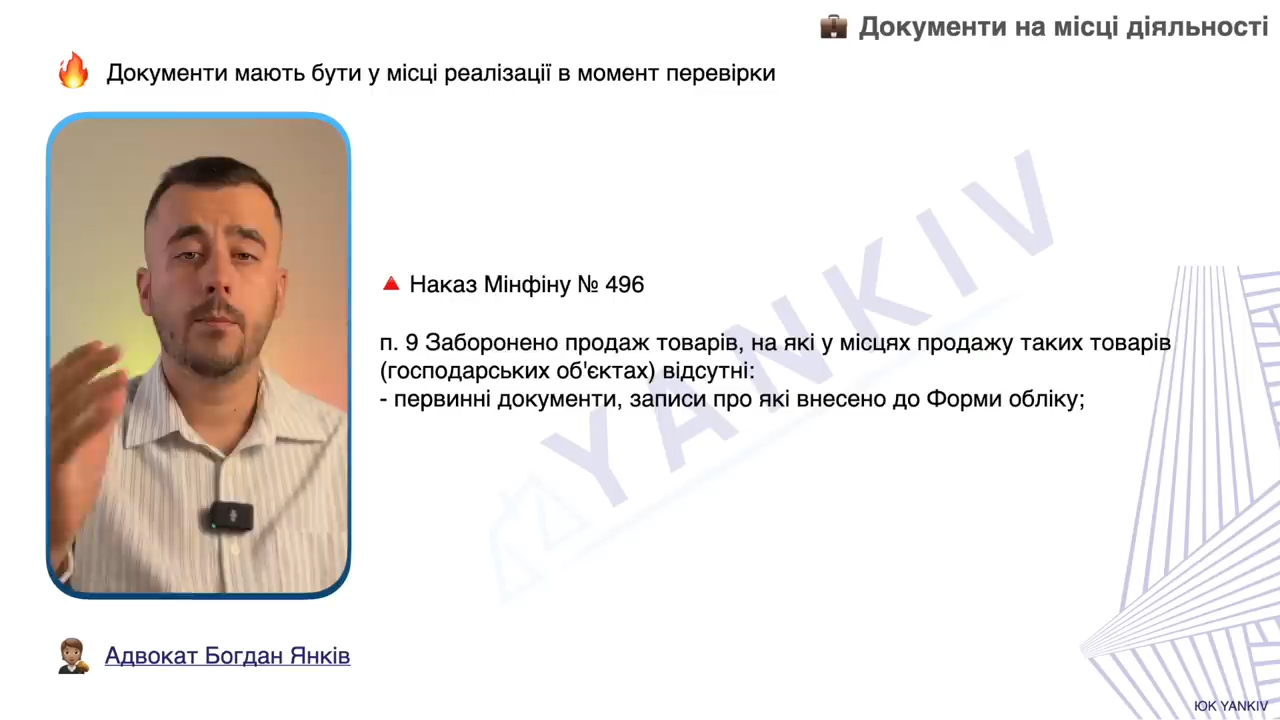 Документи на місці діяльності
Документи мають бути у місці реалізації в момент перевірки
Наказ Мінфіну № 496
п. 9 Заборонено продаж товарів, на які у місцях продажу таких товарів
(господарських об'єктах) відсутні:
- первинні документи, записи про які внесено до Форми обліку;
YANKIV
Адвокат Богдан Янків
ЮК YANKIV